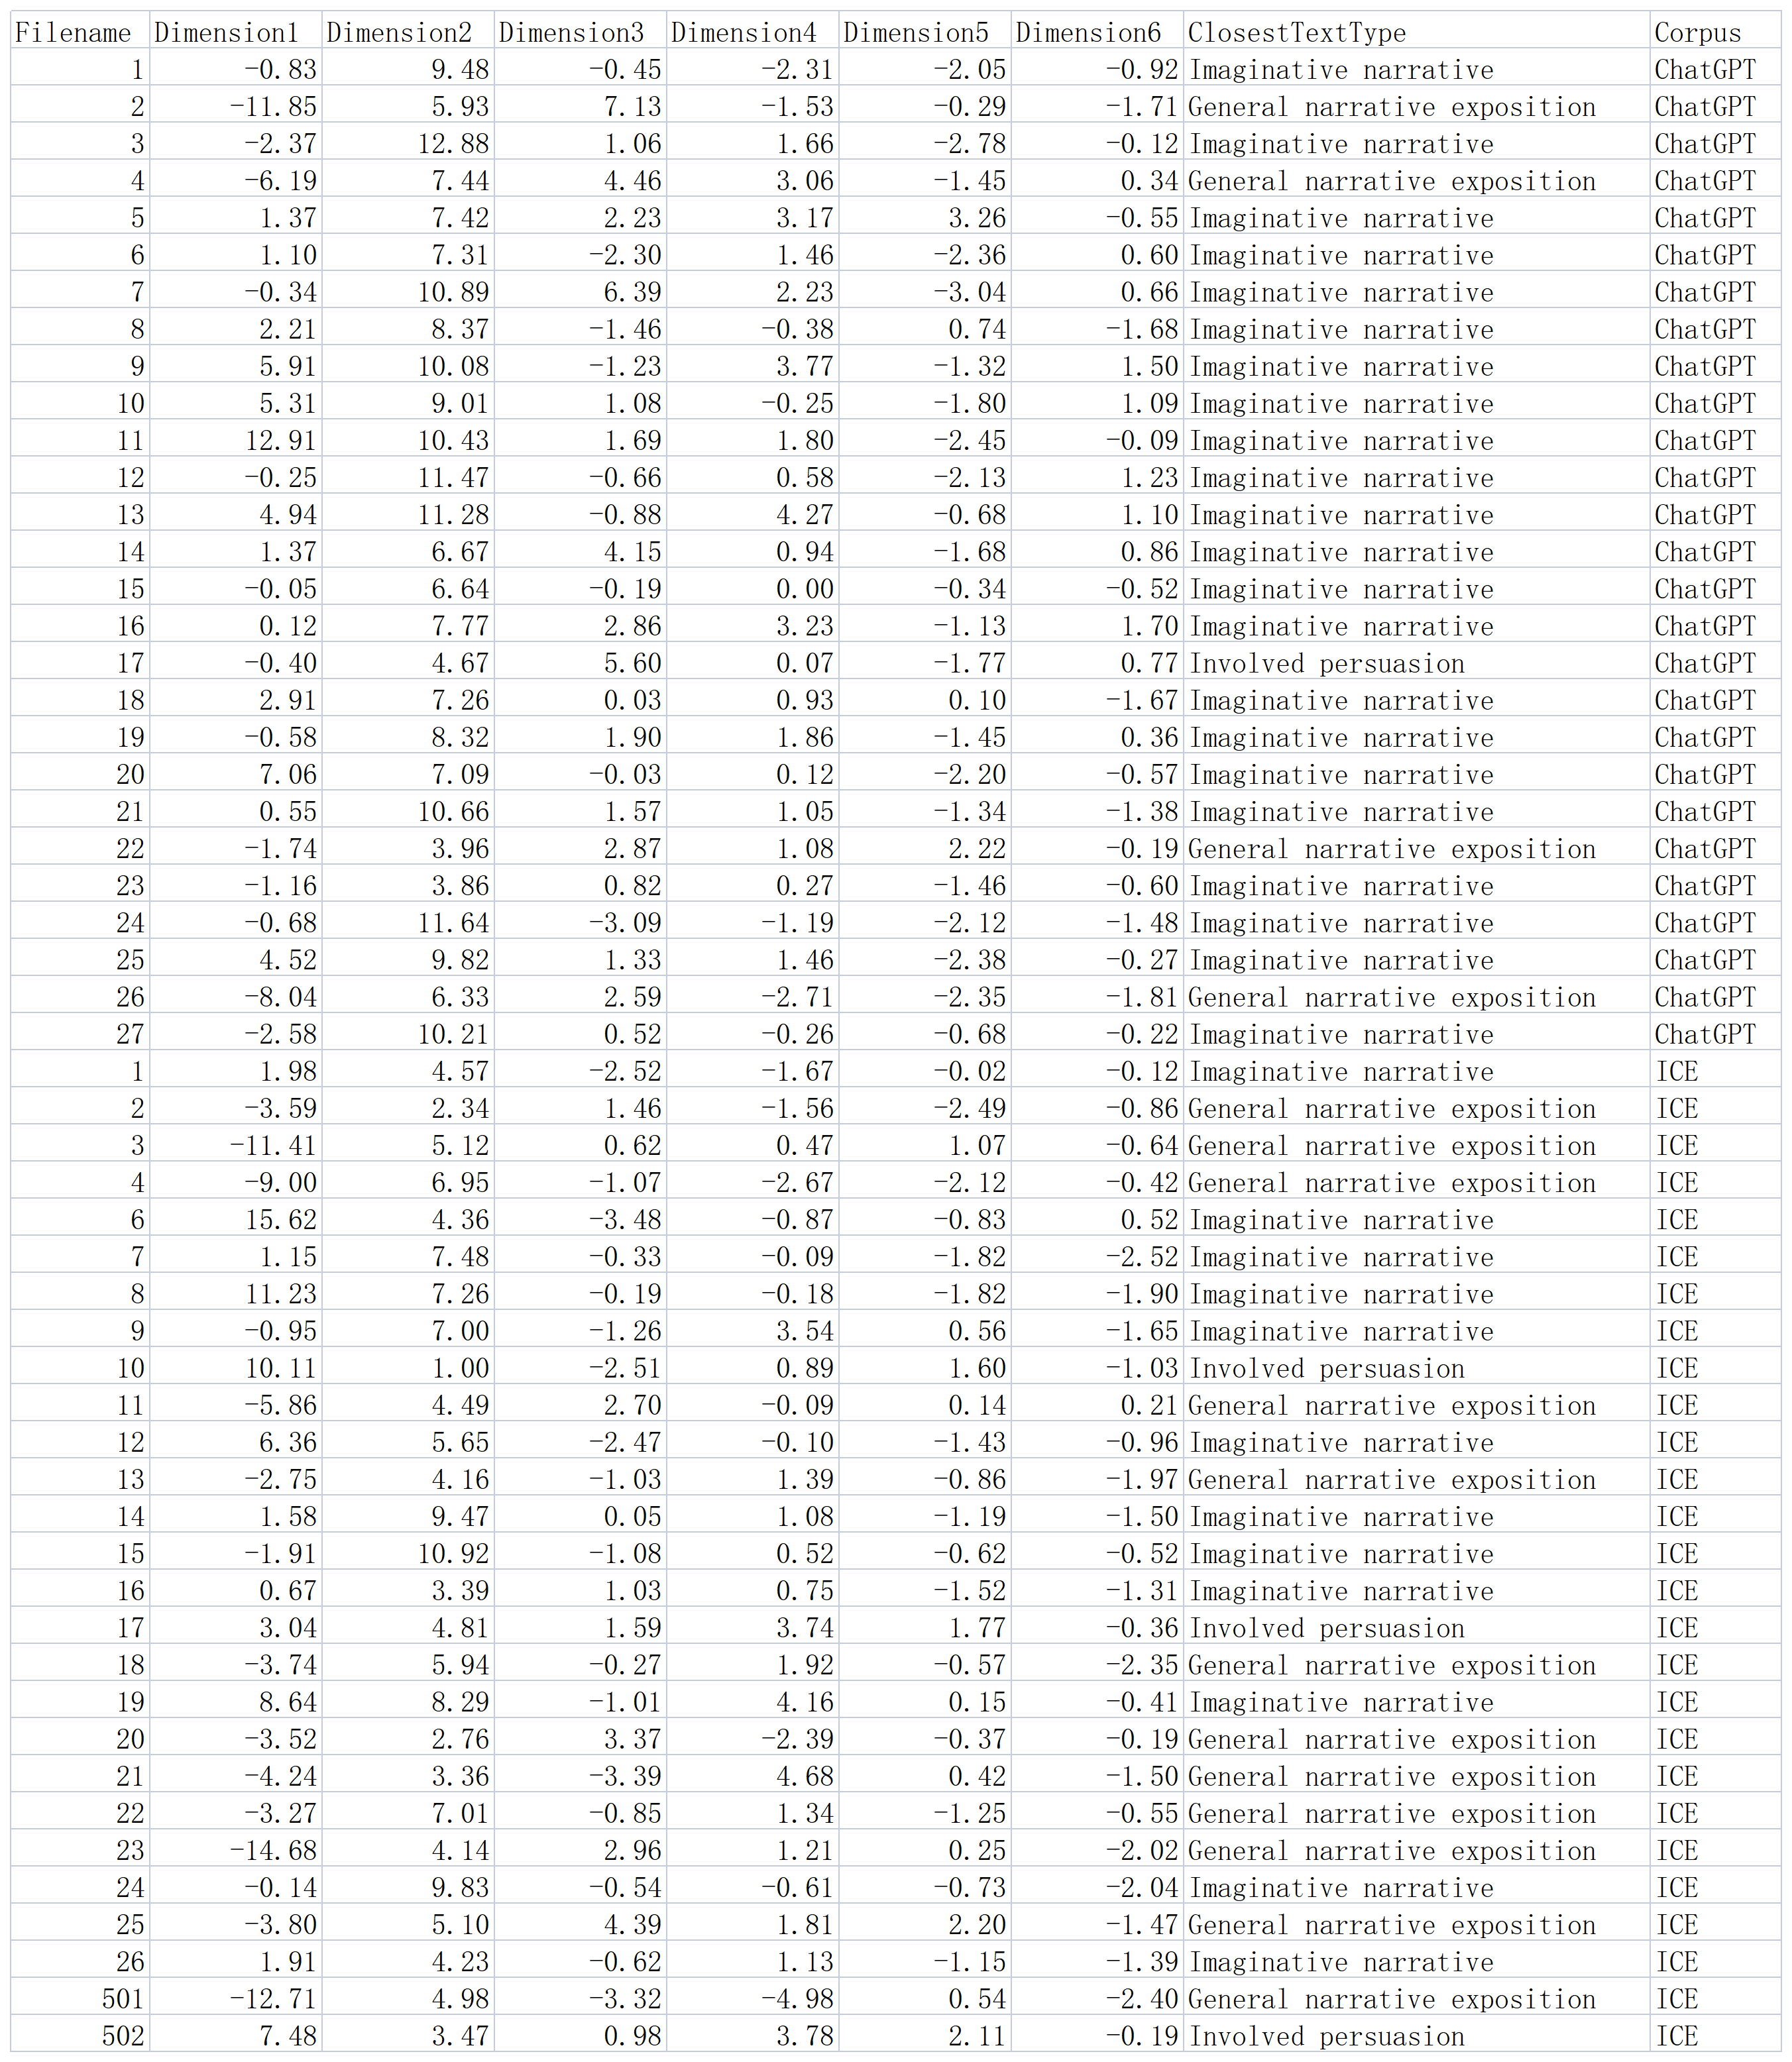 Filename Dimension1 Dimension2 Dimension3 Dimension4 Dimension5 Dimension6 ClosestTextType Corpus
1 -0.83 9.48 -0.45 -2.31 -2.05 -0.92 Imaginative narrative ChatGPT
2 -11.85 5.93 7.13 -1.53 -0.29 -1.71 General narrative exposition ChatGPT
3 -2.37 12.88 1.06 1.66 -2.78 -0.12 Imaginative narrative ChatGPT
4 -6.19 7.44 4.46 3.06 -1.45 0.34 General narrative exposition ChatGPT
5 1.37 7.42 2.23 3.17 3.26 -0.55 Imaginative narrative ChatGPT
6 1.10 7.31 -2.30 1.46 -2.36 0.60 Imaginative narrative ChatGPT
7 -0.34 10.89 6.39 2.23 -3.04 0.66 Imaginative narrative ChatGPT
8 2.21 8.37 -1.46 -0.38 0.74 -1.68 Imaginative narrative ChatGPT
9 5.91 10.08 -1.23 3.77 -1.32 1.50 Imaginative narrative ChatGPT
10 5.31 9.01 1.08 -0.25 -1.80 1.09 Imaginative narrative ChatGPT
11 12.91 10.43 1.69 1.80 -2.45 -0.09 Imaginative narrative ChatGPT
12 -0.25 11.47 -0.66 0.58 -2.13 1.23 Imaginative narrative ChatGPT
13 4.94 11.28 -0.88 4.27 -0.68 1.10 Imaginative narrative ChatGPT
14 1.37 6.67 4.15 0.94 -1.68 0.86 Imaginative narrative ChatGPT
15 -0.05 6.64 -0.19 0.00 -0.34 -0.52 Imaginative narrative ChatGPT
16 0.12 7.77 2.86 3.23 -1.13 1.70 Imaginative narrative ChatGPT
17 -0.40 4.67 5.60 0.07 -1.77 0.77 Involved persuasion ChatGPT
18 2.91 7.26 0.03 0.93 0.10 -1.67 Imaginative narrative ChatGPT
19 -0.58 8.32 1.90 1.86 -1.45 0.36 Imaginative narrative ChatGPT
20 7.06 7.09 -0.03 0.12 -2.20 -0.57 Imaginative narrative ChatGPT
21 0.55 10.66 1.57 1.05 -1.34 -1.38 Imaginative narrative ChatGPT
22 -1.74 3.96 2.87 1.08 2.22 -0.19 General narrative exposition ChatGPT
23 -1.16 3.86 0.82 0.27 -1.46 -0.60 Imaginative narrative ChatGPT
24 -0.68 11.64 -3.09 -1.19 -2.12 -1.48 Imaginative narrative ChatGPT
25 4.52 9.82 1.33 1.46 -2.38 -0.27 Imaginative narrative ChatGPT
26 -8.04 6.33 2.59 -2.71 -2.35 -1.81 General narrative exposition ChatGPT
27 -2.58 10.21 0.52 -0.26 -0.68 -0.22 Imaginative narrative ChatGPT
1 1.98 4.57 -2.52 -1.67 -0.02 -0.12 Imaginative narrative ICE
2 -3.59 2.34 1.46 -1.56 -2.49 -0.86 General narrative exposition ICE
3 -11.41 5.12 0.62 0.47 1.07 -0.64 General narrative exposition ICE
4 -9.00 6.95 -1.07 -2.67 -2.12 -0.42 General narrative exposition ICE
6 15.62 4.36 -3.48 -0.87 -0.83 0.52 Imaginative narrative ICE
7 1.15 7.48 -0.33 -0.09 -1.82 -2.52 Imaginative narrative ICE
8 11.23 7.26 -0.19 -0.18 -1.82 -1.90 Imaginative narrative ICE
9 -0.95 7.00 -1.26 3.54 0.56 -1.65 Imaginative narrative ICE
10 10.11 1.00 -2.51 0.89 1.60 -1.03 Involved persuasion ICE
11 -5.86 4.49 2.70 -0.09 0.14 0.21 General narrative exposition ICE
12 6.36 5.65 -2.47 -0.10 -1.43 -0.96 Imaginative narrative ICE
13 -2.75 4.16 -1.03 1.39 -0.86 -1.97 General narrative exposition ICE
14 1.58 9.47 0.05 1.08 -1.19 -1.50 Imaginative narrative ICE
15 -1.91 10.92 -1.08 0.52 -0.62 -0.52 Imaginative narrative ICE
16 0.67 3.39 1.03 0.75 -1.52 -1.31 Imaginative narrative ICE
17 3.04 4.81 1.59 3.74 1.77 -0.36 Involved persuasion ICE
18 -3.74 5.94 -0.27 1.92 -0.57 -2.35 General narrative exposition ICE
19 8.64 8.29 -1.01 4.16 0.15 -0.41 Imaginative narrative ICE
20 -3.52 2.76 3.37 -2.39 -0.37 -0.19 General narrative exposition ICE
21 -4.24 3.36 -3.39 4.68 0.42 -1.50 General narrative exposition ICE
22 -3.27 7.01 -0.85 1.34 -1.25 -0.55 General narrative exposition ICE
23 -14.68 4.14 2.96 1.21 0.25 -2.02 General narrative exposition ICE
24 -0.14 9.83 -0.54 -0.61 -0.73 -2.04 Imaginative narrative ICE
25 -3.80 5.10 4.39 1.81 2.20 -1.47 General narrative exposition ICE
26 1.91 4.23 -0.62 1.13 -1.15 -1.39 Imaginative narrative ICE
501 -12.71 4.98 -3.32 -4.98 0.54 -2.40 General narrative exposition ICE
502 7.48 3.47 0.98 3.78 2.11 -0.19 Involved persuasion ICE